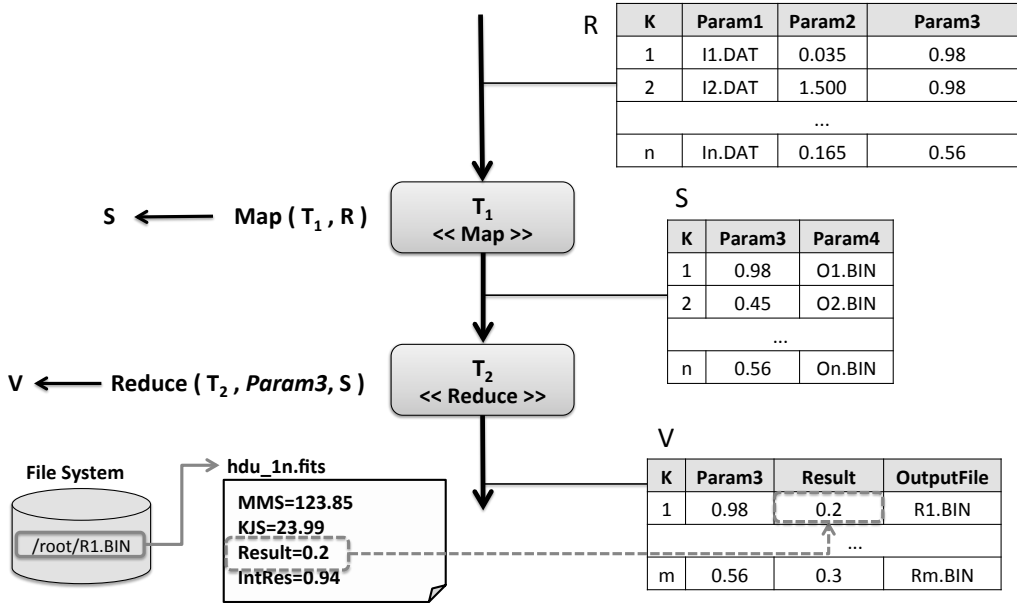 R
K Param1 Param2 Param3
1 I1.DAT 0.035 0.98
2 I2.DAT 1.500 0.98
...
n In.DAT 0.165 0.56
S Map ( T1 , R )
T1
<< Map >>
S
K Param3 Param4
1 0.98 O1.BIN
2 0.45 O2.BIN
...
n 0.56 On.BIN
V Reduce ( T2 , Param3, S )
T2
<< Reduce >>
V
K Param3 Result OutputFile
1 0.98 0.2 R1.BIN
...
m 0.56 0.3 Rm.BIN
File System
/root/R1.BIN
hdu_1n.fits
MMS=123.85
KJS=23.99
Result=0.2
IntRes=0.94